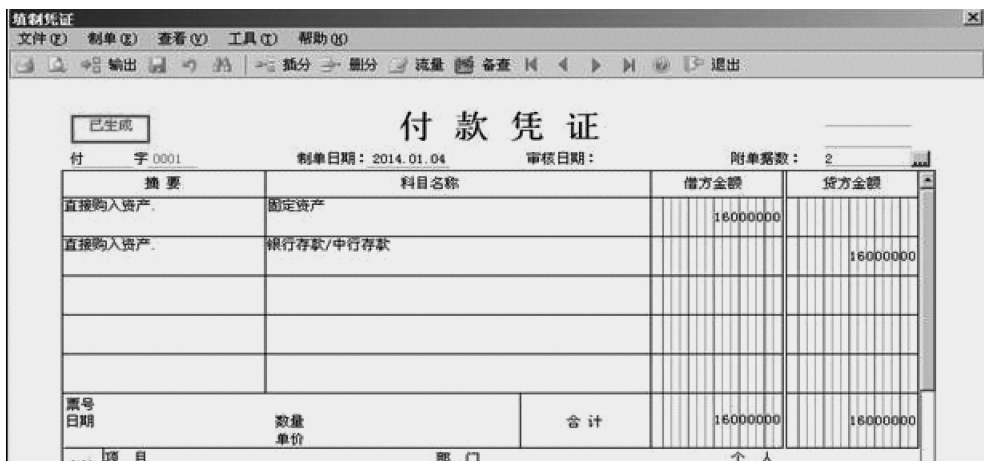 填制凭证
文件(F) 制单(E) 查看(V) 工具(T) 帮助(H)
输出 插分 删分 流量 备查 退出
已生成
付款凭证
付 字 0001 制单日期：2014.01.04 审核日期： 附单据数： 2
摘要 科目名称 借方金额 贷方金额
直接购入资产. 固定资产 16000000
直接购入资产. 银行存款/中行存款 16000000
票号
日期 数量 合计 16000000 16000000
单价
项 目 部 门 个 人